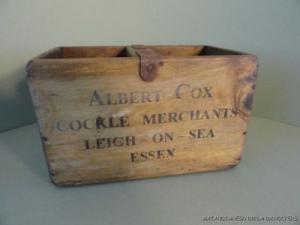 ALBERT COX
COCKLE MERCHANTS
LEIGH-ON-SEA
ESSEX